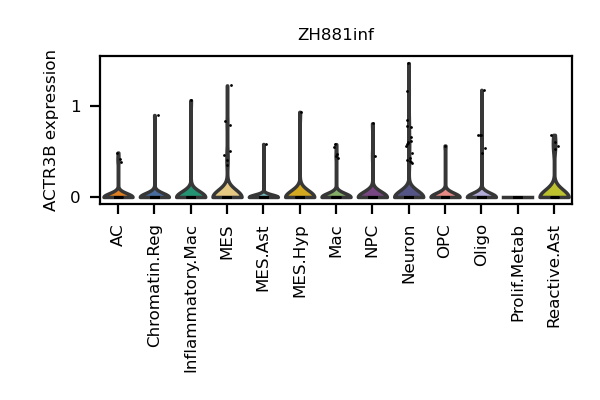 ZH881inf
ACTR3B expression
1
0
AC
Chromatin.Reg
Inflammatory.Mac
MES
MES.Ast
MES.Hyp
Mac
NPC
Neuron
OPC
Oligo
Prolif.Metab
Reactive.Ast